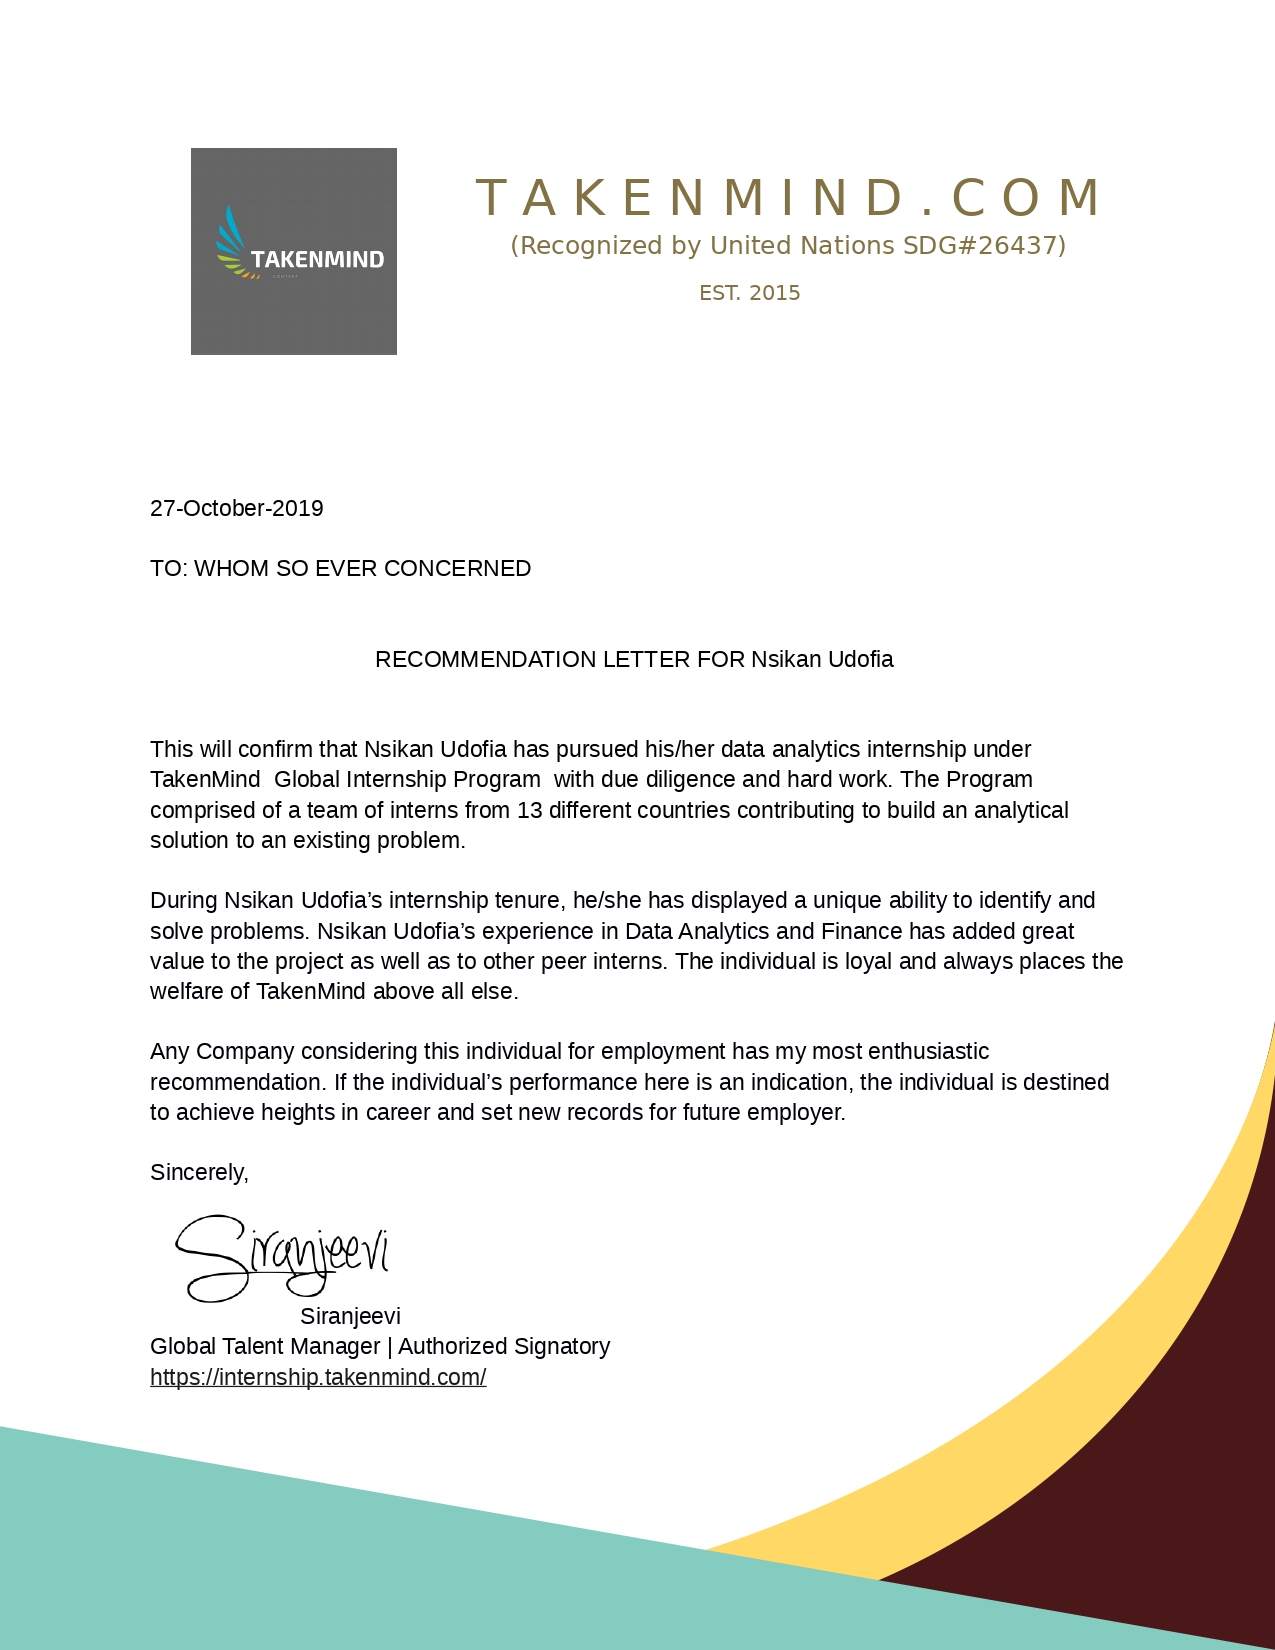 TAKENMIND
TAKENMIND.COM
(Recognized by United Nations SDG#26437)
EST. 2015
27-October-2019
TO: WHOM SO EVER CONCERNED
RECOMMENDATION LETTER FOR Nsikan Udofia
This will confirm that Nsikan Udofia has pursued his/her data analytics internship under
TakenMind  Global Internship Program  with due diligence and hard work. The Program
comprised of a team of interns from 13 different countries contributing to build an analytical
solution to an existing problem.
During Nsikan Udofia’s internship tenure, he/she has displayed a unique ability to identify and
solve problems. Nsikan Udofia’s experience in Data Analytics and Finance has added great
value to the project as well as to other peer interns. The individual is loyal and always places the
welfare of TakenMind above all else.
Any Company considering this individual for employment has my most enthusiastic
recommendation. If the individual’s performance here is an indication, the individual is destined
to achieve heights in career and set new records for future employer.
Sincerely,
Siranjeevi
Siranjeevi
Global Talent Manager | Authorized Signatory
https://internship.takenmind.com/